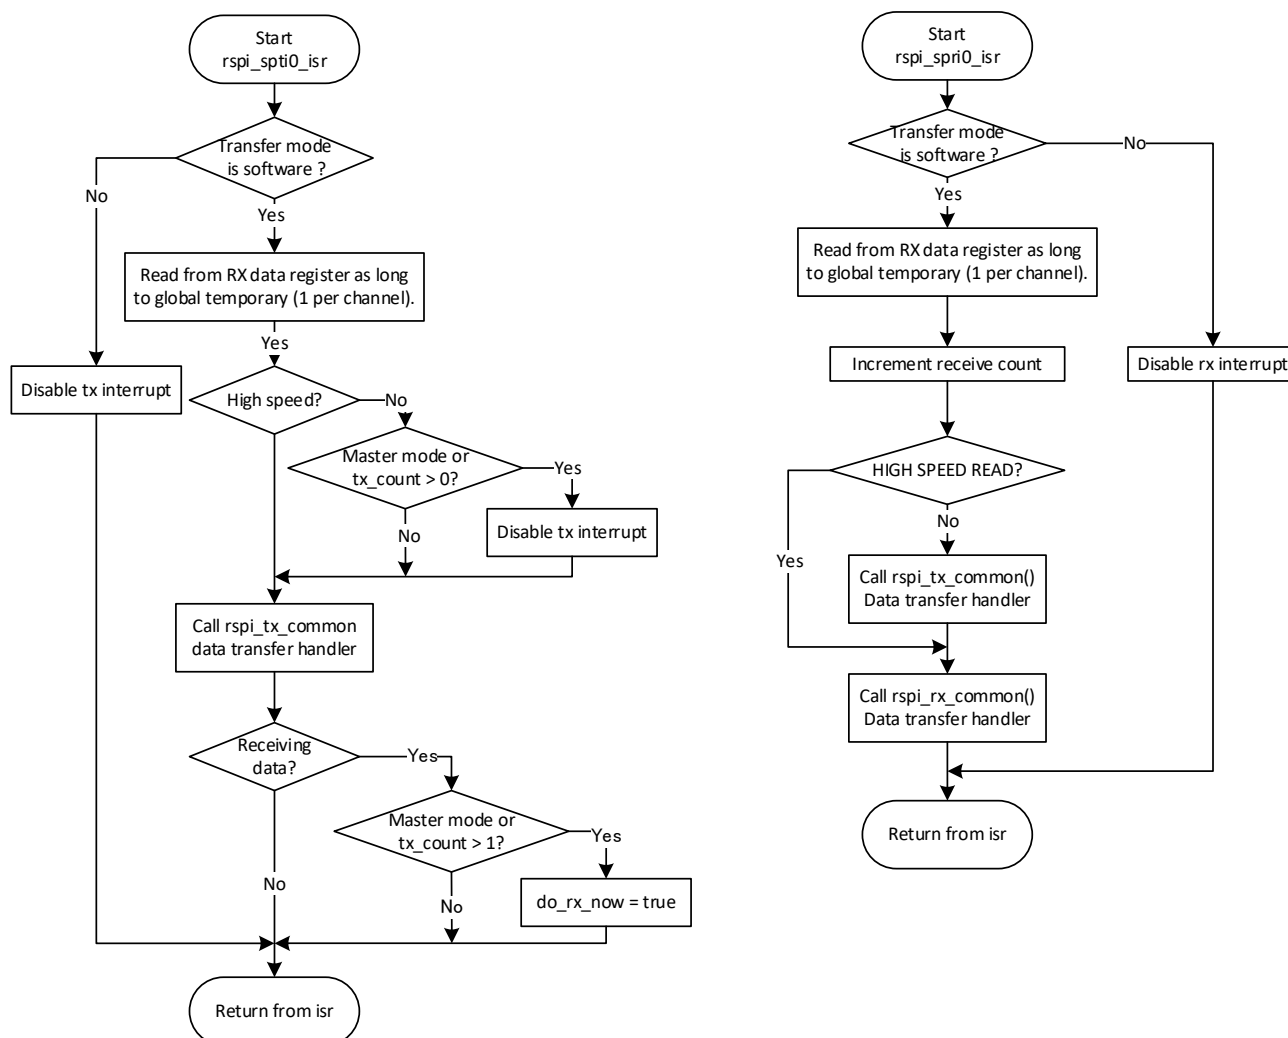 Start
rspi_spti0_isr
Transfer mode
is software ?
No
Yes
Read from RX data register as long
to global temporary (1 per channel).
Yes
Disable tx interrupt
High speed?
No
Master mode or
tx_count > 0?
Yes
No
Disable tx interrupt
Call rspi_tx_common
data transfer handler
Receiving
data?
Yes
Master mode or
tx_count > 1?
Yes
No
No
do_rx_now = true
Return from isr
Start
rspi_spri0_isr
Transfer mode
is software ?
No
Yes
Read from RX data register as long
to global temporary (1 per channel).
Increment receive count
Disable rx interrupt
HIGH SPEED READ?
No
Yes
Call rspi_tx_common()
Data transfer handler
Call rspi_rx_common()
Data transfer handler
Return from isr